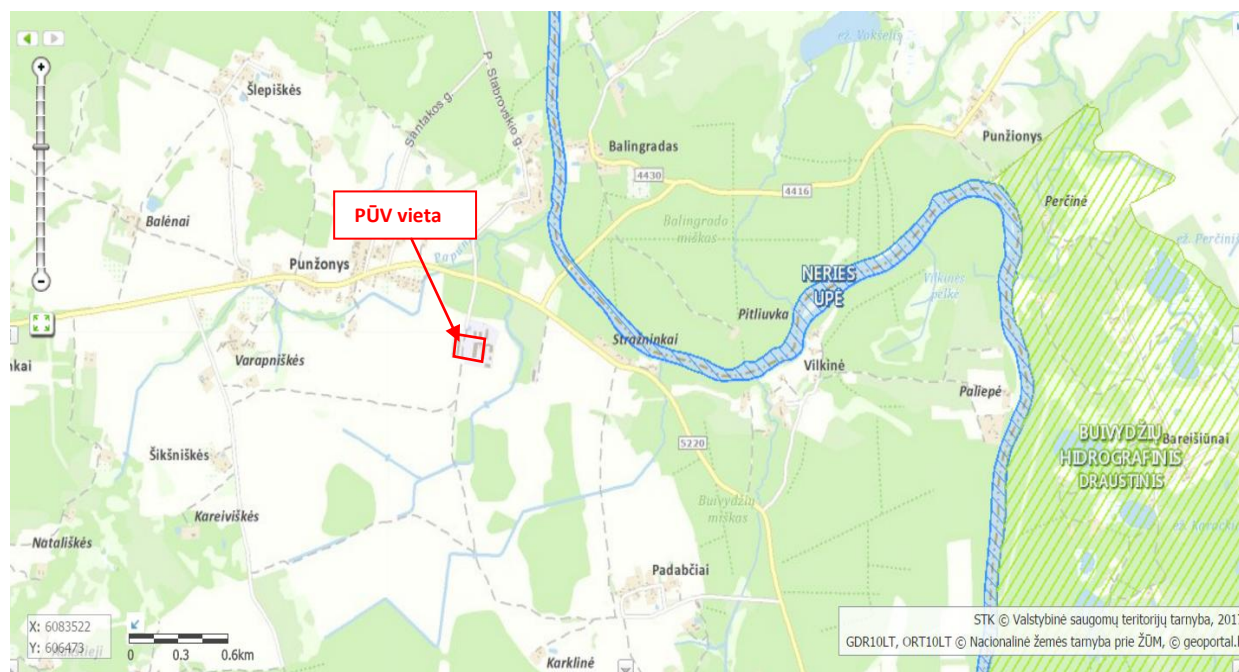 ež. Vokšelis
Šlepiškės
Santakos g.
P. Stabrovskio g.
Balingradas
Punžionys
4430
4416
Perčinė
PŪV vieta
Balėnai
Balingrado
miškas
ež. Perčinis
Punžonys
NERIES
UPĖ
Vilkinės
pelkė
Pitliuvka
Stražninkai
Varapniškės
Vilkinė
Paliepė
5220
BUIVYDŽIŲ
HIDROGRAFINIS
DRAUSTINIS
Bareišiūnai
Šikšniškės
Buivydžių
miškas
Kareiviškės
Natališkės
Padabčiai
Karklinė
X: 6083522
Y: 606473
0 0.3 0.6km
STK © Valstybinė saugomų teritorijų tarnyba, 2017
GDR10LT, ORT10LT © Nacionalinė žemės tarnyba prie ŽŪM, © geoportal.l